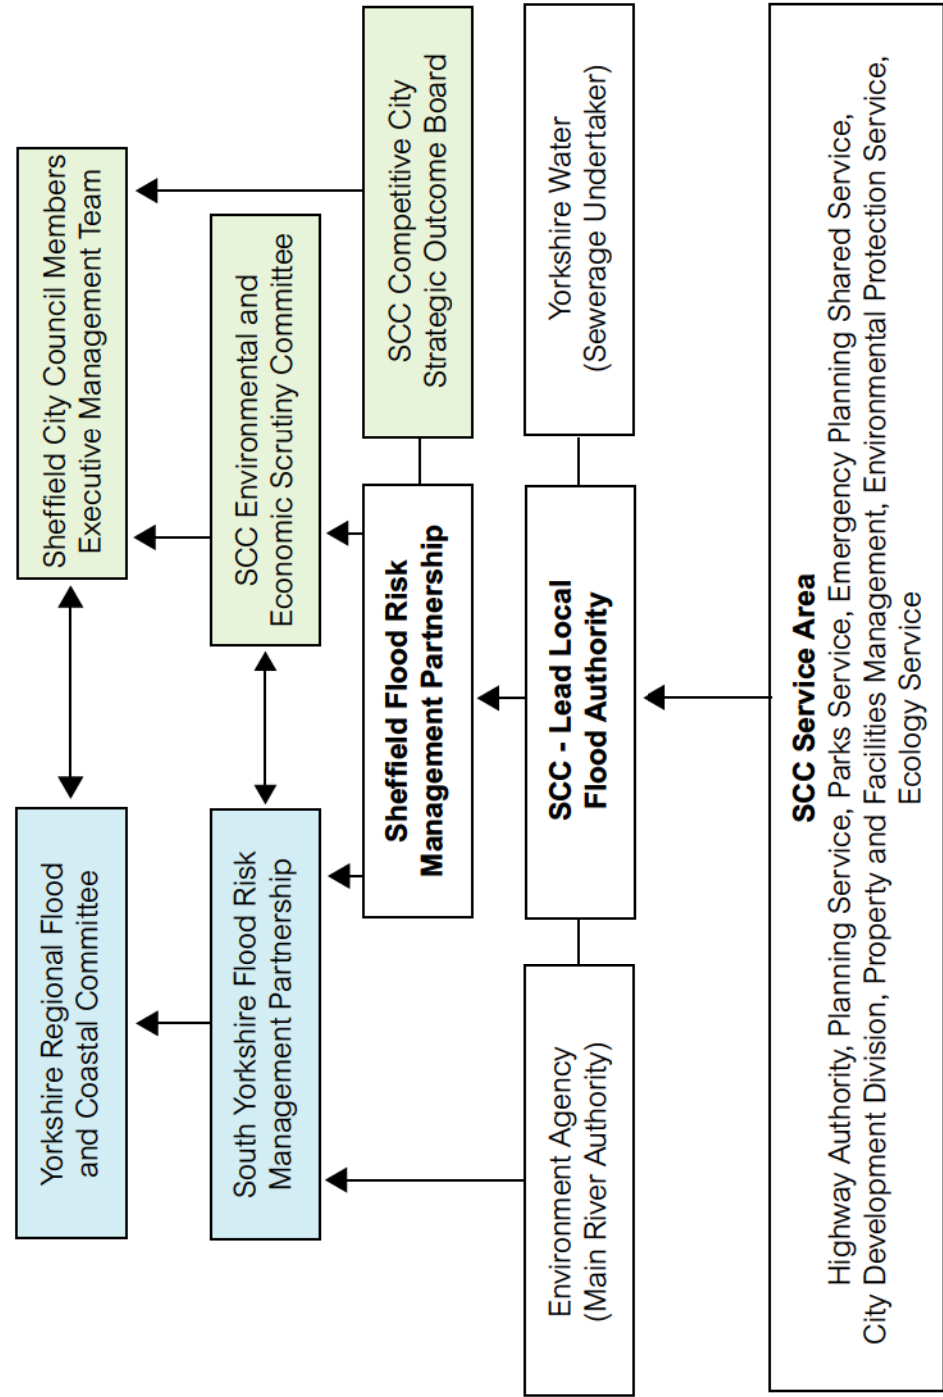 Yorkshire Regional Flood
and Coastal Committee
Sheffield City Council Members
Executive Management Team
South Yorkshire Flood Risk
Management Partnership
SCC Environmental and
Economic Scrutiny Committee
Sheffield Flood Risk
Management Partnership
SCC Competitive City
Strategic Outcome Board
Environment Agency
(Main River Authority)
SCC - Lead Local
Flood Authority
Yorkshire Water
(Sewerage Undertaker)
SCC Service Area
Highway Authority, Planning Service, Parks Service, Emergency Planning Shared Service,
City Development Division, Property and Facilities Management, Environmental Protection Service,
Ecology Service